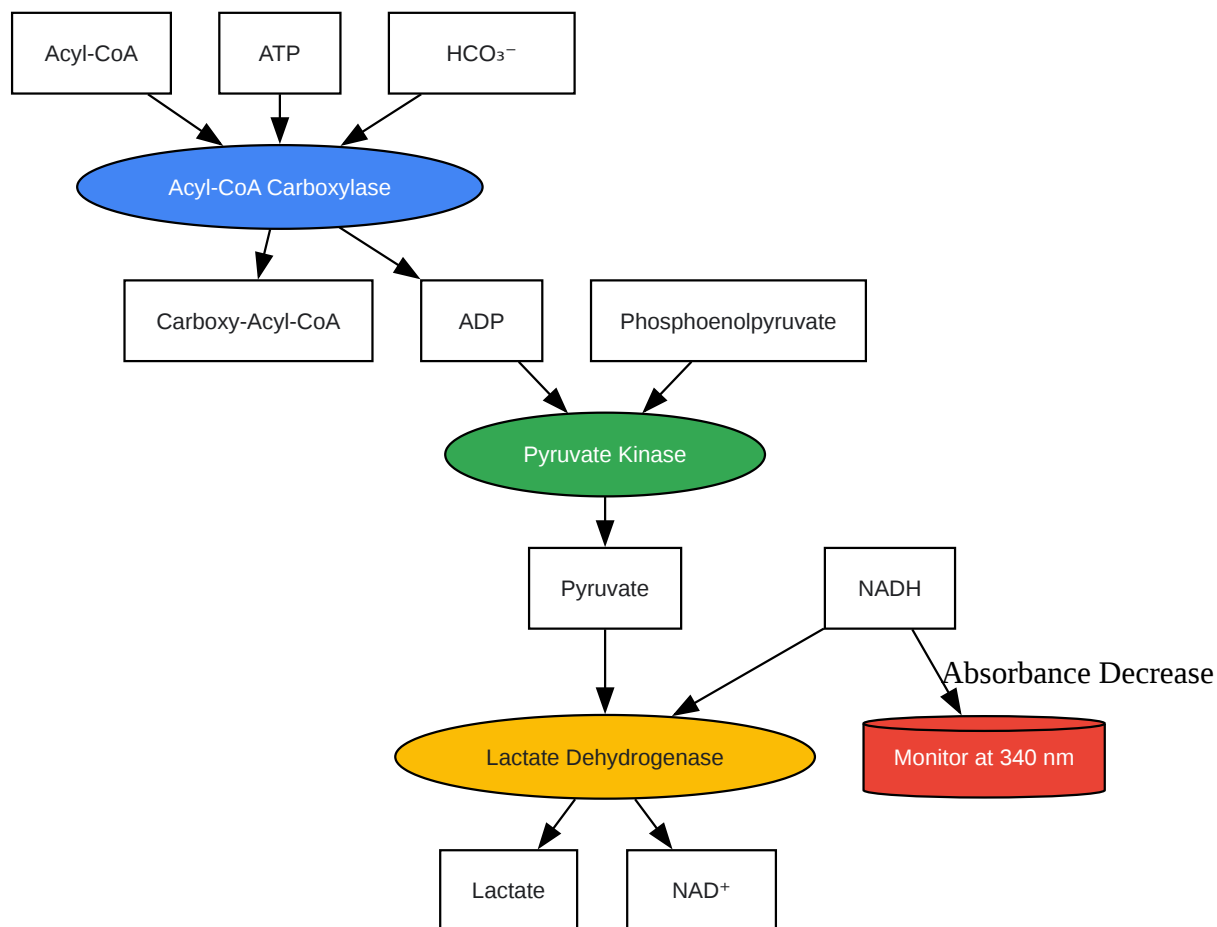 Acyl-CoA
ATP
HCO₃⁻
Acyl-CoA Carboxylase
Carboxy-Acyl-CoA
ADP
Phosphoenolpyruvate
Pyruvate Kinase
Pyruvate
NADH
Absorbance Decrease
Lactate Dehydrogenase
Monitor at 340 nm
Lactate
NAD⁺